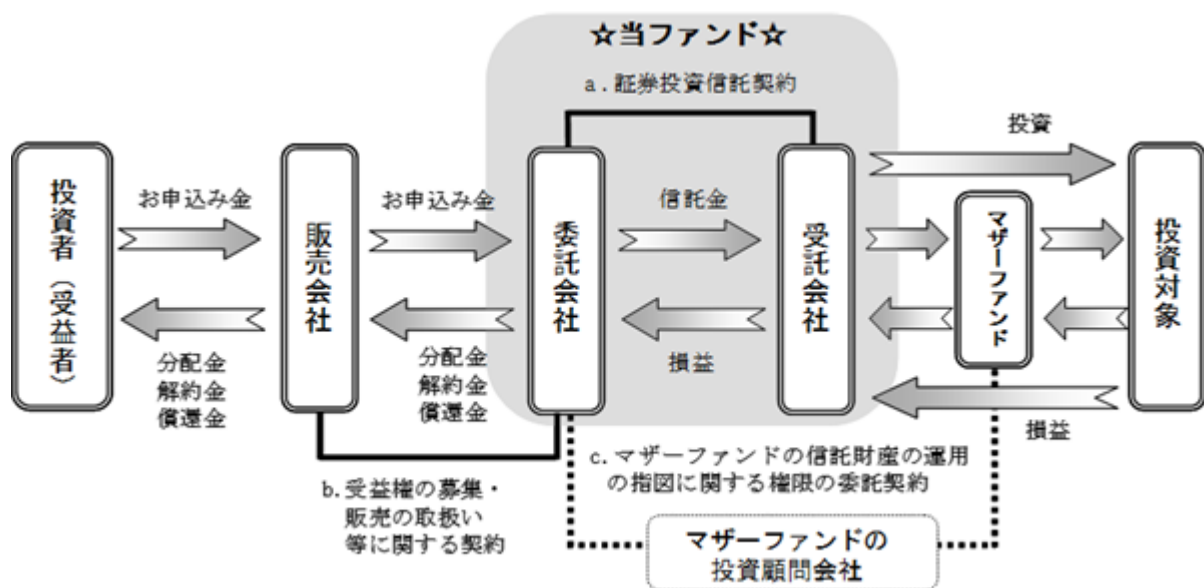 ☆当ファンド☆
a.証券投資信託契約
投資
投資者（受益者）
お申込み金
販売会社
お申込み金
委託会社
信託金
受託会社
マザーファンド
投資対象
分配金
解約金
償還金
分配金
解約金
償還金
損益
損益
b.受益権の募集・
販売の取扱い
等に関する契約
c.マザーファンドの信託財産の運用
の指図に関する権限の委託契約
マザーファンドの
投資顧問会社